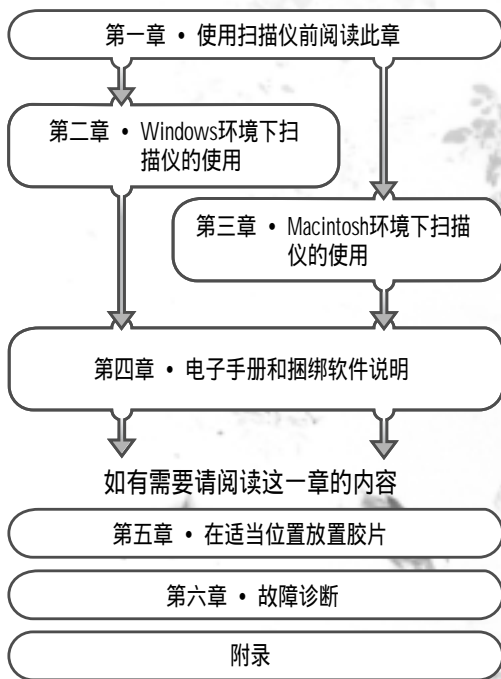 第一章 • 使用扫描仪前阅读此章
第二章 • Windows环境下扫
描仪的使用
第三章 • Macintosh环境下扫描
仪的使用
第四章 • 电子手册和捆绑软件说明
如有需要请阅读这一章的内容
第五章 • 在适当位置放置胶片
第六章 • 故障诊断
附录